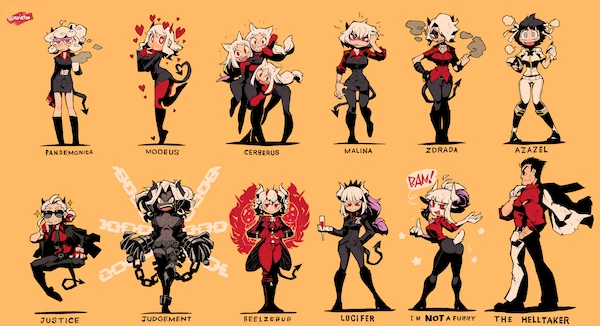 PANDEMONICA
MODEUS
CERBERUS
MALINA
ZDRADA
AZAZEL
JUSTICE
JUDGEMENT
BEELZEBUB
LUCIFER
BAM!
I'M NOT A FURRY
THE HELLTAKER